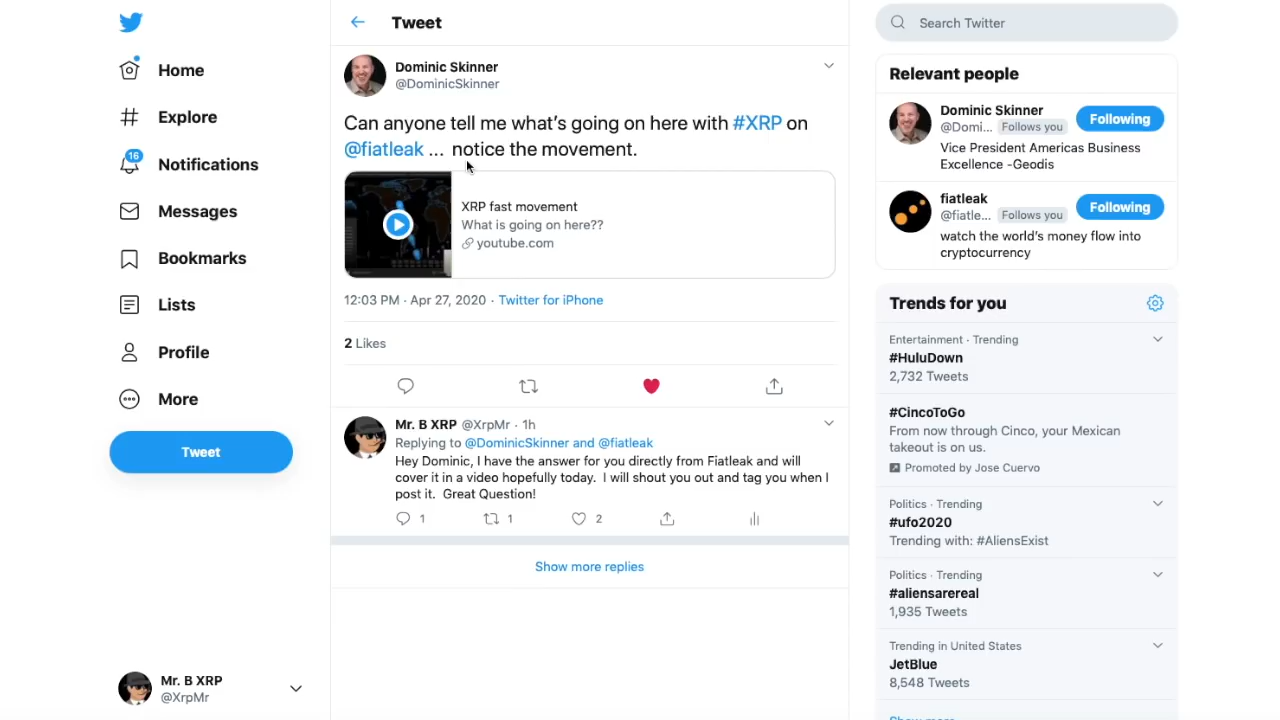 Home
Explore
16
Notifications
Messages
Bookmarks
Lists
Profile
More
Tweet
Mr. B XRP
@XrpMr
Tweet
Dominic Skinner
@DominicSkinner
Can anyone tell me what's going on here with #XRP on
@fiatleak ... notice the movement.
XRP fast movement
What is going on here??
youtube.com
12:03 PM · Apr 27, 2020 · Twitter for iPhone
2 Likes
Mr. B XRP @XrpMr · 1h
Replying to @DominicSkinner and @fiatleak
Hey Dominic, I have the answer for you directly from Fiatleak and will
cover it in a video hopefully today. I will shout you out and tag you when I
post it. Great Question!
1 1 2
Show more replies
Search Twitter
Relevant people
Dominic Skinner
@Domi... Follows you
Following
Vice President Americas Business
Excellence -Geodis
fiatleak
@fiatle... Follows you
Following
watch the world's money flow into
cryptocurrency
Trends for you
Entertainment · Trending
#HuluDown
2,732 Tweets
#CincoToGo
From now through Cinco, your Mexican
takeout is on us.
Promoted by Jose Cuervo
Politics · Trending
#ufo2020
Trending with: #AliensExist
Politics · Trending
#aliensarereal
1,935 Tweets
Trending in United States
JetBlue
8,548 Tweets
Show more